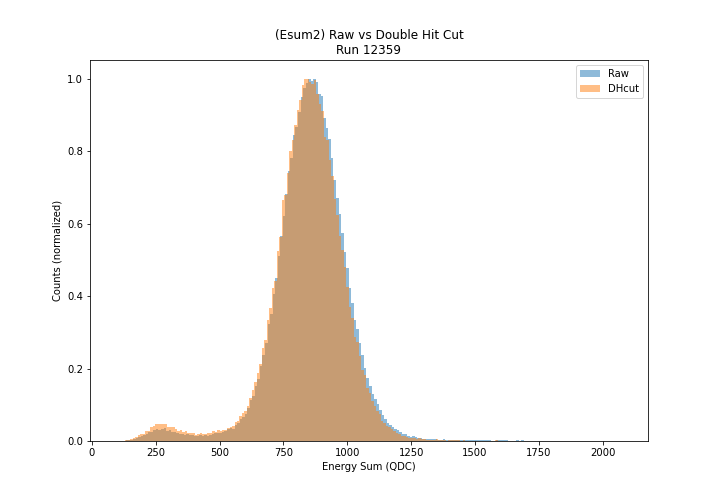 (Esum2) Raw vs Double Hit Cut
Run 12359
Raw
DHcut
Counts (normalized)
1.0
0.8
0.6
0.4
0.2
0.0
0 250 500 750 1000 1250 1500 1750 2000
Energy Sum (QDC)